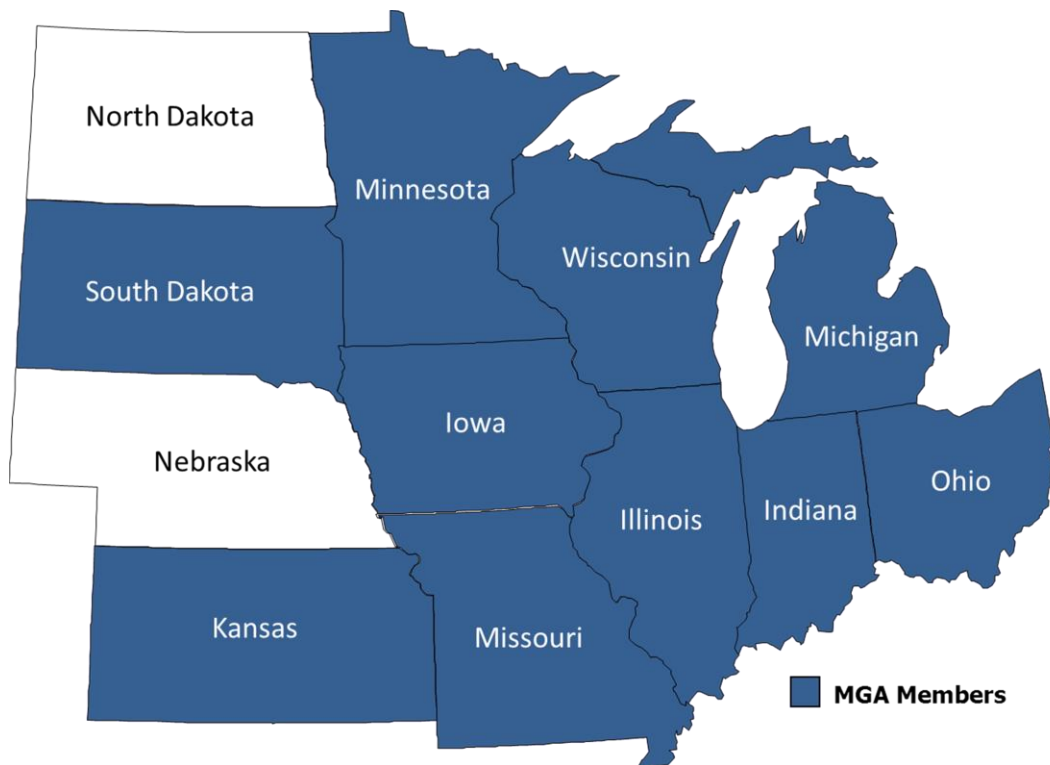 North Dakota
Minnesota
Wisconsin
South Dakota
Michigan
Iowa
Nebraska
Ohio
Illinois
Indiana
Kansas
Missouri
MGA Members